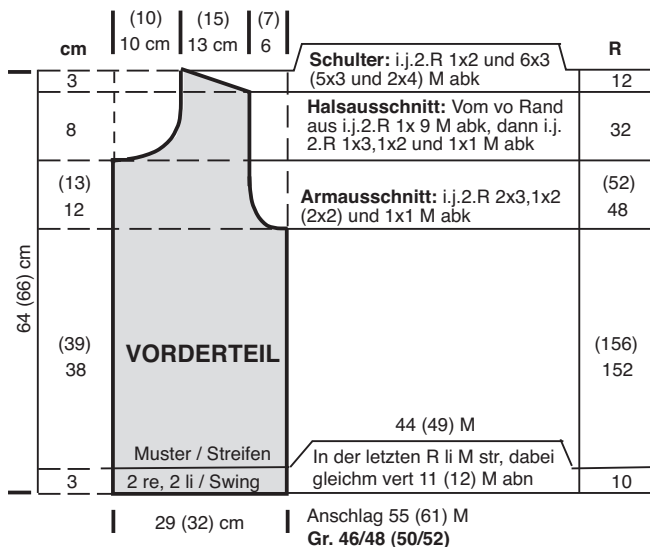 (10) (15) (7)
cm 10 cm 13 cm 6 R
3 Schulter: i.j.2.R 1x2 und 6x3 12
(5x3 und 2x4) M abk
8 Halsausschnitt: Vom vo Rand 32
aus i.j.2.R 1x 9 M abk, dann i.j.
2.R 1x3,1x2 und 1x1 M abk
(13) (52)
12 Armausschnitt: i.j.2.R 2x3,1x2 48
(2x2) und 1x1 M abk
64 (66) cm
(39) (156)
38 VORDERTEIL 152
44 (49) M
Muster / Streifen In der letzten R li M str, dabei
3 2 re, 2 li / Swing gleichm vert 11 (12) M abn 10
29 (32) cm Anschlag 55 (61) M
Gr. 46/48 (50/52)